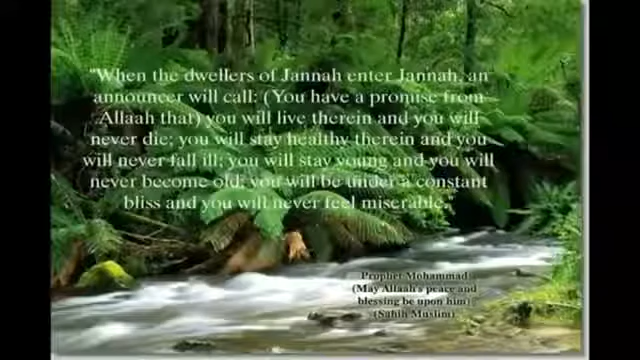 "When the dwellers of Jannah enter Jannah, an
announcer will call: (You have a promise from
Allaah that) you will live therein and you will
never die; you will stay healthy therein and you
will never fall ill; you will stay young and you will
never become old; you will be under a constant
bliss and you will never feel miserable."
Prophet Mohammad
(May Allaah's peace and
blessing be upon him)
(Sahih Muslim)